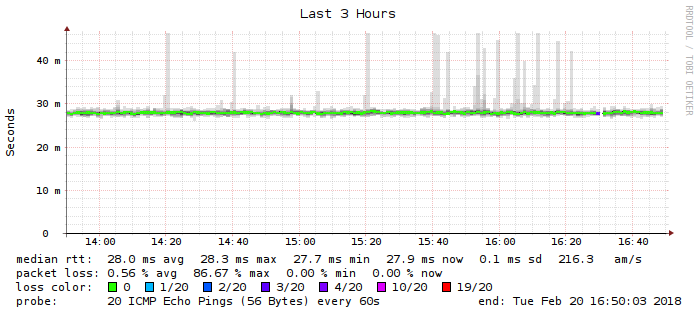 Last 3 Hours
RRDTOOL / TOBI OETIKER
Seconds
40 m
30 m
20 m
10 m
0
14:00 14:20 14:40 15:00 15:20 15:40 16:00 16:20 16:40
median rtt: 28.0 ms avg 28.3 ms max 27.7 ms min 27.9 ms now 0.1 ms sd 216.3 am/s
packet loss: 0.56 % avg 86.67 % max 0.00 % min 0.00 % now
loss color: 0 1/20 2/20 3/20 4/20 10/20 19/20
probe: 20 ICMP Echo Pings (56 Bytes) every 60s end: Tue Feb 20 16:50:03 2018